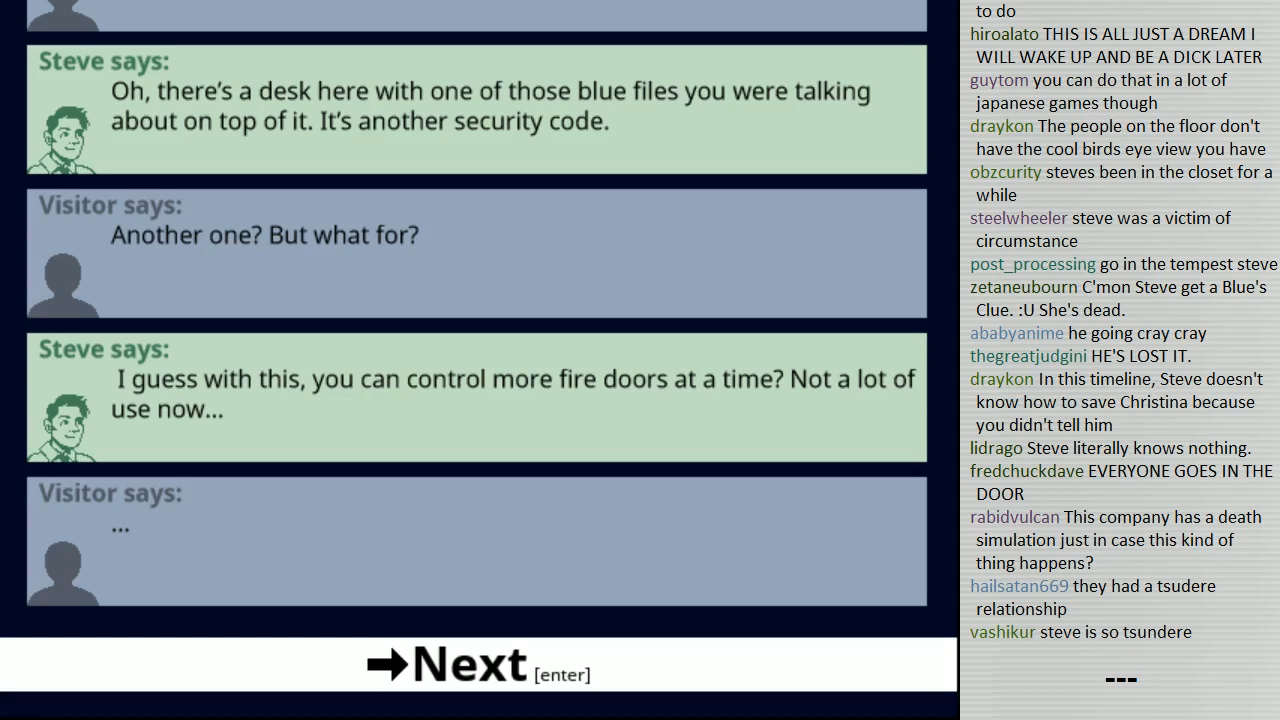 Steve says:
Oh, there's a desk here with one of those blue files you were talking
about on top of it. It's another security code.
Visitor says:
Another one? But what for?
Steve says:
I guess with this, you can control more fire doors at a time? Not a lot of
use now...
Visitor says:
...
➡Next [enter]
to do
hiroalato THIS IS ALL JUST A DREAM I
WILL WAKE UP AND BE A DICK LATER
guytom you can do that in a lot of
japanese games though
draykon The people on the floor don't
have the cool birds eye view you have
obzcurity steves been in the closet for a
while
steelwheeler steve was a victim of
circumstance
post_processing go in the tempest steve
zetaneubourn C'mon Steve get a Blue's
Clue. :U She's dead.
ababyanime he going cray cray
thegreatjudgini HE'S LOST IT.
draykon In this timeline, Steve doesn't
know how to save Christina because
you didn't tell him
lidrago Steve literally knows nothing.
fredchuckdave EVERYONE GOES IN THE
DOOR
rabidvulcan This company has a death
simulation just in case this kind of
thing happens?
hailsatan669 they had a tsudere
relationship
vashikur steve is so tsundere
---